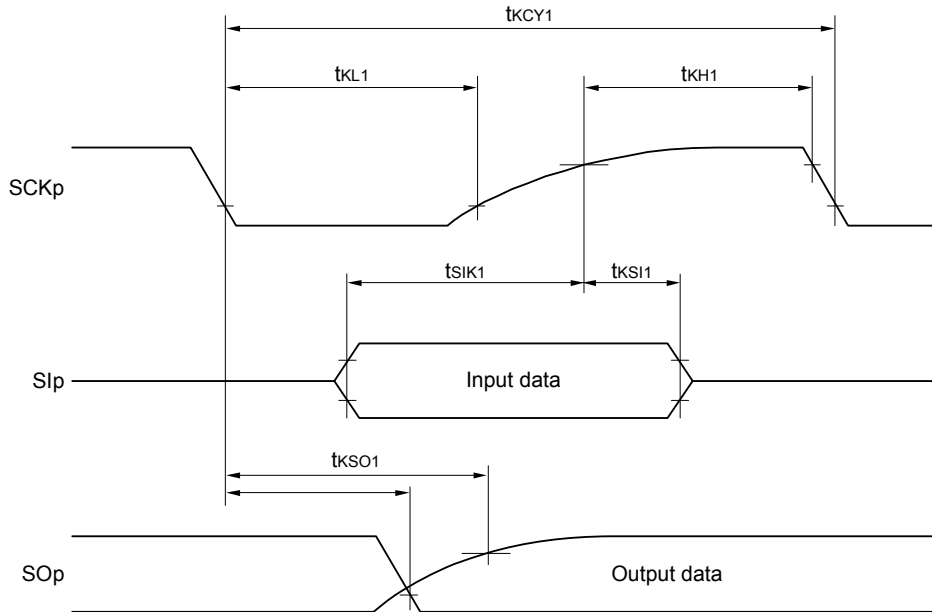 tKCY1
tKL1
tKH1
SCKp
tSIK1
tKSI1
SIp
Input data
tKSO1
SOp
Output data